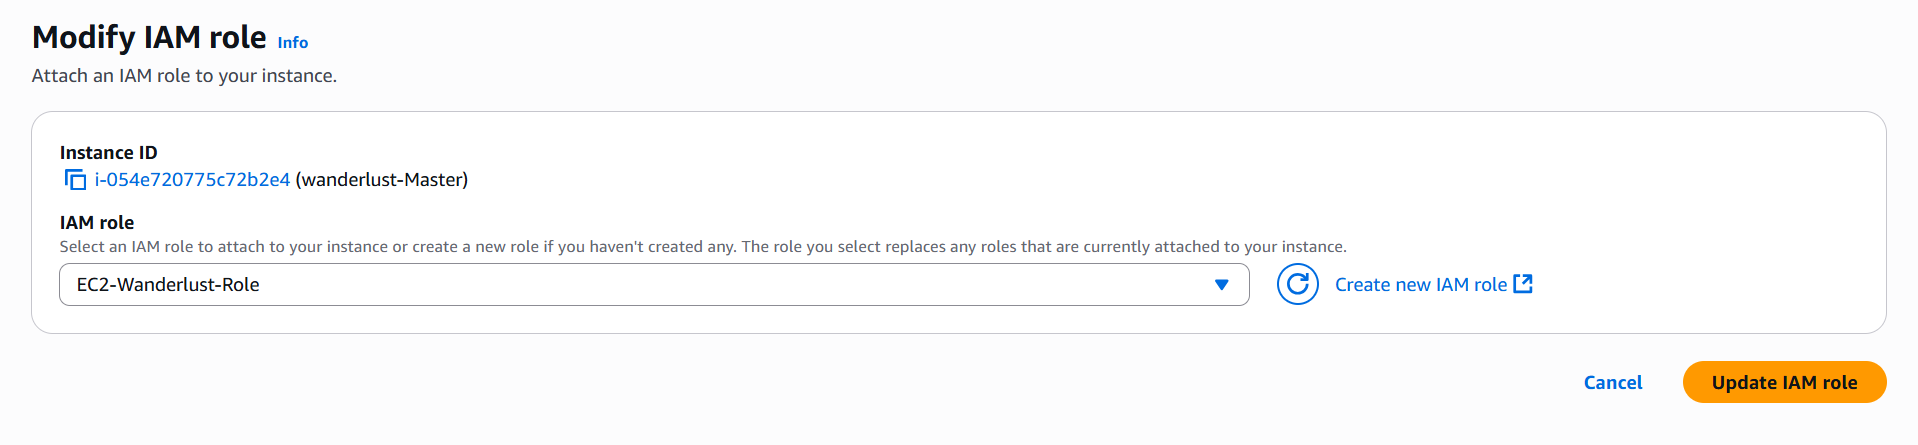 Modify IAM role Info
Attach an IAM role to your instance.
Instance ID
i-054e720775c72b2e4 (wanderlust-Master)
IAM role
Select an IAM role to attach to your instance or create a new role if you haven't created any. The role you select replaces any roles that are currently attached to your instance.
EC2-Wanderlust-Role
Create new IAM role
Cancel
Update IAM role